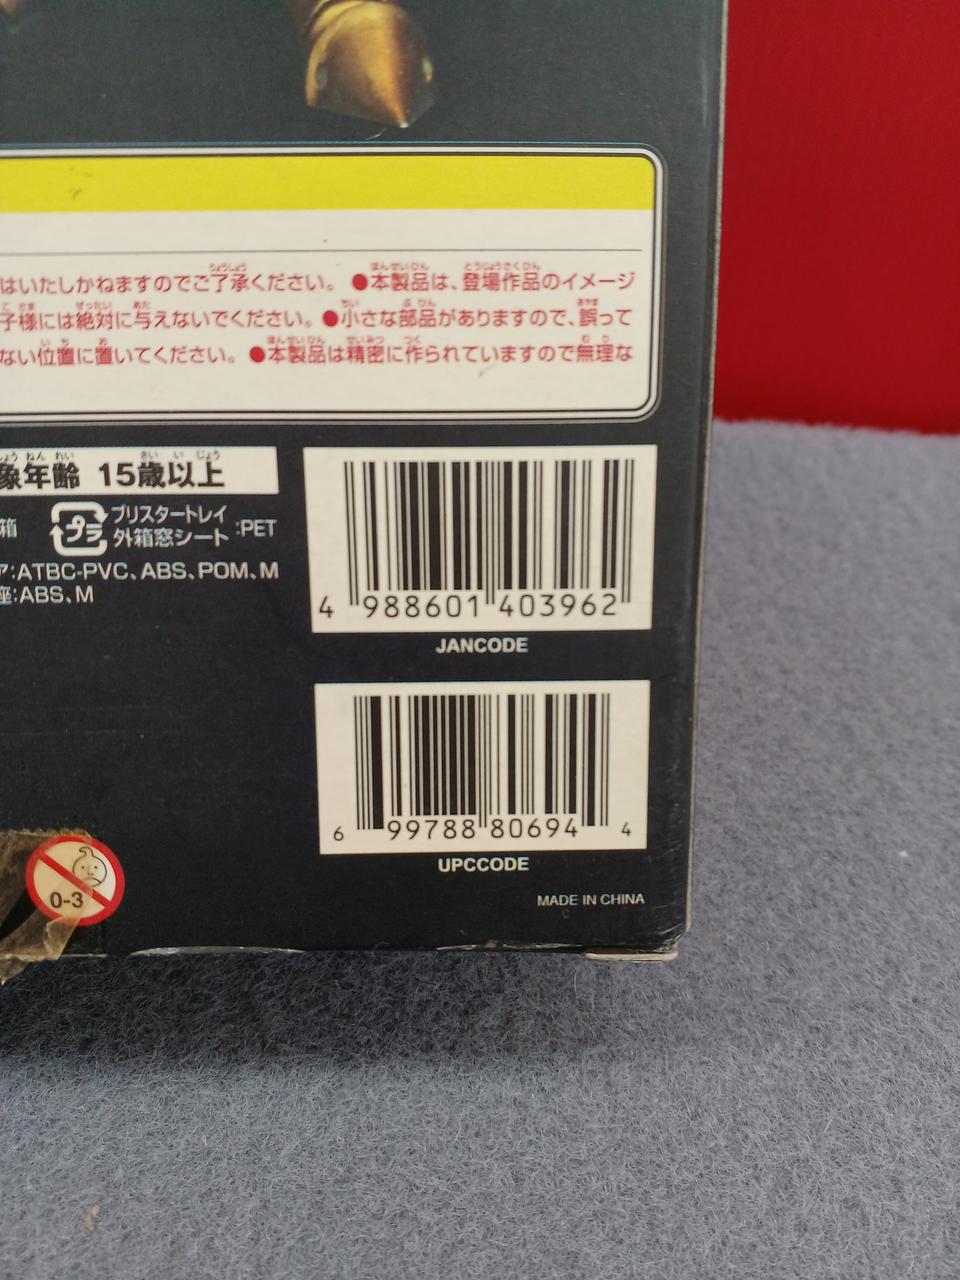 はいたしかねますのでご了承ください。 ●本製品は、登場作品のイメージ
子様には絶対に与えないでください。 ●小さな部品がありますので、誤って
ない位置に置いてください。 ●本製品は精密に作られていますので無理な
象年齢 15歳以上
箱 プラ ブリスタートレイ
外箱窓シート :PET
ア:ATBC-PVC、ABS、POM、M
座:ABS、M
4 988601 403962
JANCODE
6 99788 80694 4
UPCCODE
0-3
MADE IN CHINA